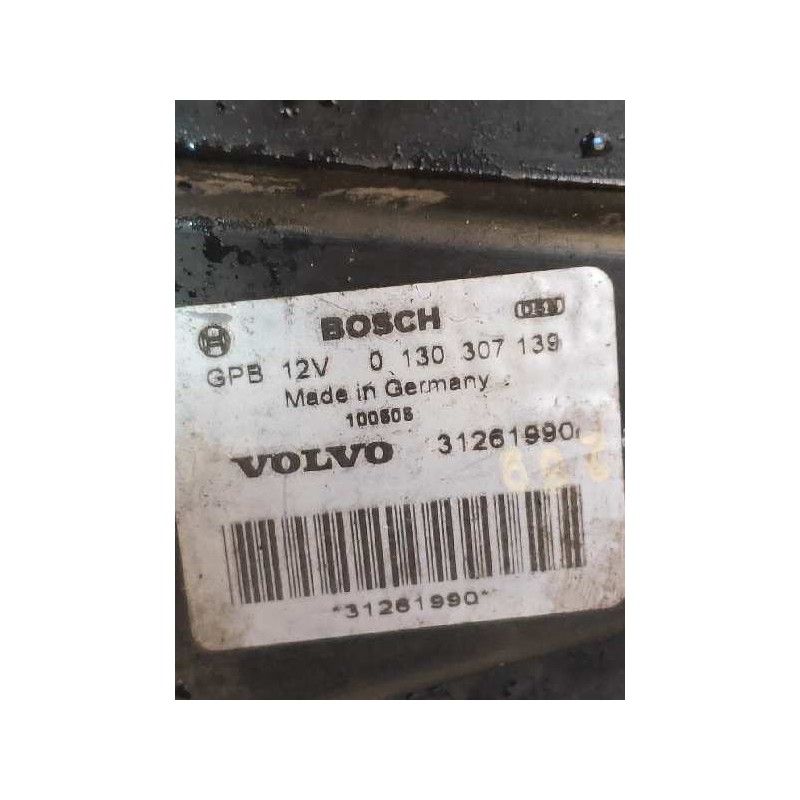 BOSCH
GPB 12V 0 130 307 139
Made in Germany
100606
VOLVO 31261990
*31261990*